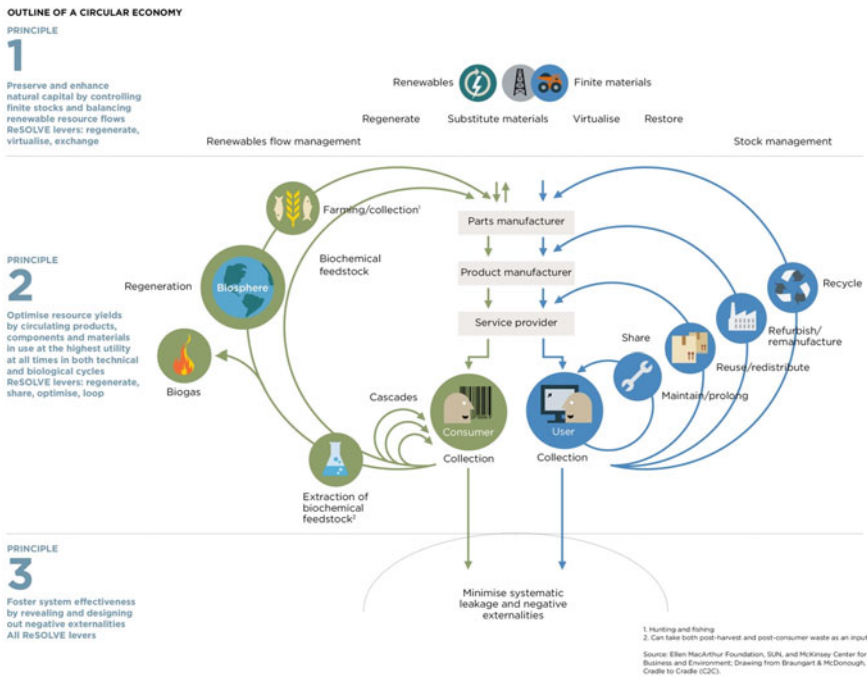 OUTLINE OF A CIRCULAR ECONOMY
PRINCIPLE
1
Preserve and enhance
natural capital by controlling
finite stocks and balancing
renewable resource flows
ReSOLVE levers: regenerate,
virtualise, exchange
Renewables
Finite materials
Regenerate
Substitute materials
Virtualise
Restore
Renewables flow management
Stock management
PRINCIPLE
2
Optimise resource yields
by circulating products,
components and materials
in use at the highest utility
at all times in both technical
and biological cycles
ReSOLVE levers: regenerate,
share, optimise, loop
Farming/collection¹
Biochemical
feedstock
Regeneration
Biosphere
Biogas
Cascades
Extraction of
biochemical
feedstock²
Parts manufacturer
Product manufacturer
Service provider
Consumer
Collection
User
Collection
Share
Maintain/prolong
Reuse/redistribute
Refurbish/
remanufacture
Recycle
PRINCIPLE
3
Foster system effectiveness
by revealing and designing
out negative externalities
All ReSOLVE levers
Minimise systematic
leakage and negative
externalities
1. Hunting and fishing
2. Can take both post-harvest and post-consumer waste as an input
Source: Ellen MacArthur Foundation, SUN, and McKinsey Center for
Business and Environment; Drawing from Braungart & McDonough,
Cradle to Cradle (C2C).